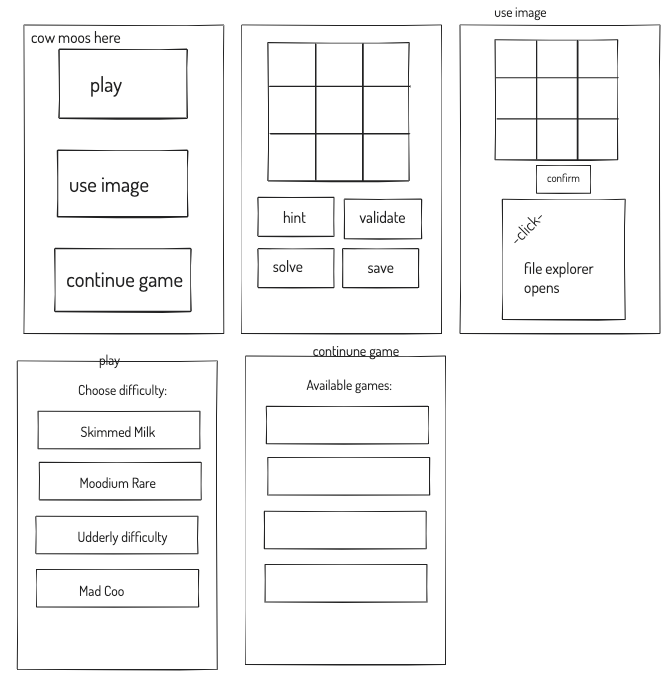 use image
cow moos here
play
use image
continue game
hint
validate
solve
save
confirm
-click-
file explorer
opens
play
Choose difficulty:
Skimmed Milk
Moodium Rare
Udderly difficulty
Mad Coo
continune game
Available games: